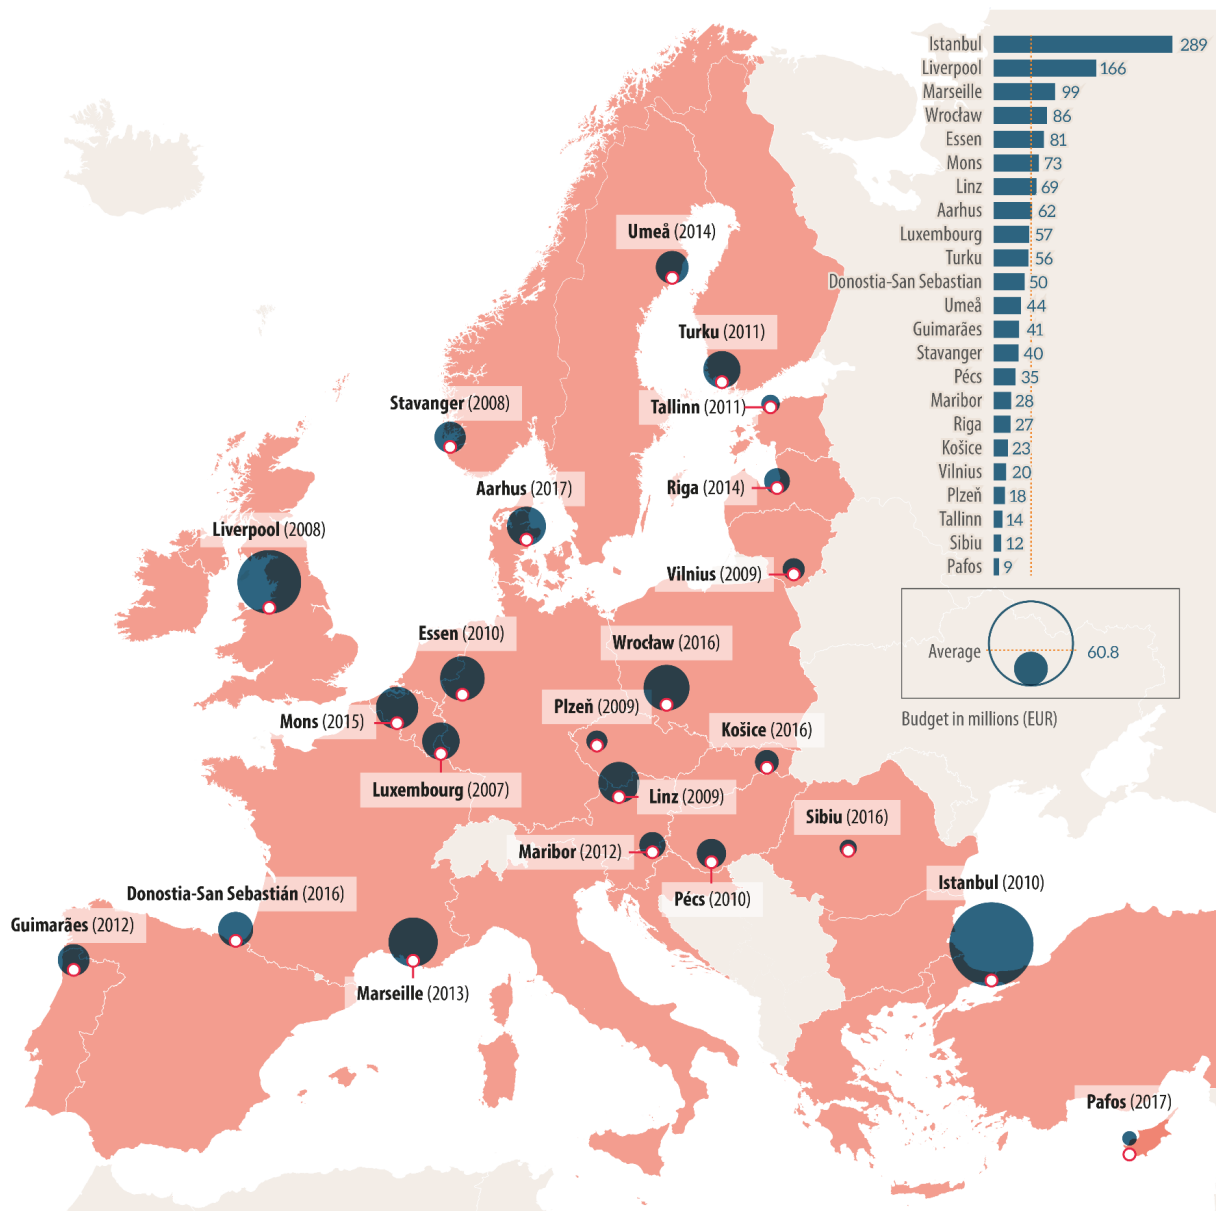 Istanbul 289
Liverpool 166
Marseille 99
Wrocław 86
Essen 81
Mons 73
Linz 69
Aarhus 62
Luxembourg 57
Turku 56
Donostia-San Sebastian 50
Umeå 44
Guimarães 41
Stavanger 40
Pécs 35
Maribor 28
Riga 27
Košice 23
Vilnius 20
Plzeň 18
Tallinn 14
Sibiu 12
Pafos 9
Average 60.8
Budget in millions (EUR)
Umeå (2014)
Turku (2011)
Stavanger (2008)
Tallinn (2011)
Aarhus (2017)
Riga (2014)
Liverpool (2008)
Vilnius (2009)
Essen (2010)
Wrocław (2016)
Plzeň (2009)
Mons (2015)
Košice (2016)
Luxembourg (2007)
Linz (2009)
Sibiu (2016)
Maribor (2012)
Donostia-San Sebastián (2016)
Pécs (2010)
Istanbul (2010)
Guimarães (2012)
Marseille (2013)
Pafos (2017)